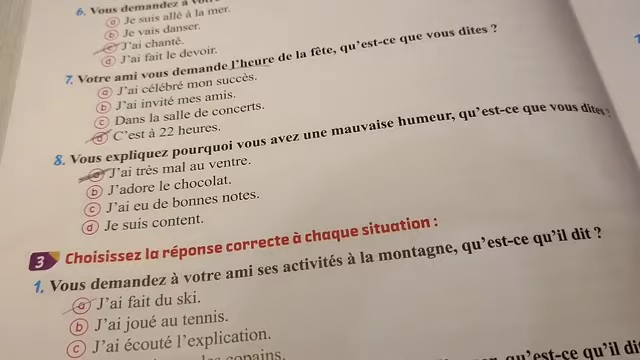 6. Vous demandez à
a Je suis allé à la mer.
b Je vais danser.
c J'ai chanté.
d J'ai fait le devoir.
7. Votre ami vous demande l'heure de la fête, qu'est-ce que vous dites ?
a J'ai célébré mon succès.
b J'ai invité mes amis.
c Dans la salle de concerts.
d C'est à 22 heures.
8. Vous expliquez pourquoi vous avez une mauvaise humeur, qu'est-ce que vous dites ?
a J'ai très mal au ventre.
b J'adore le chocolat.
c J'ai eu de bonnes notes.
d Je suis content.
3 Choisissez la réponse correcte à chaque situation :
1. Vous demandez à votre ami ses activités à la montagne, qu'est-ce qu'il dit ?
a J'ai fait du ski.
b J'ai joué au tennis.
c J'ai écouté l'explication.
copains.
qu'est-ce qu'il di